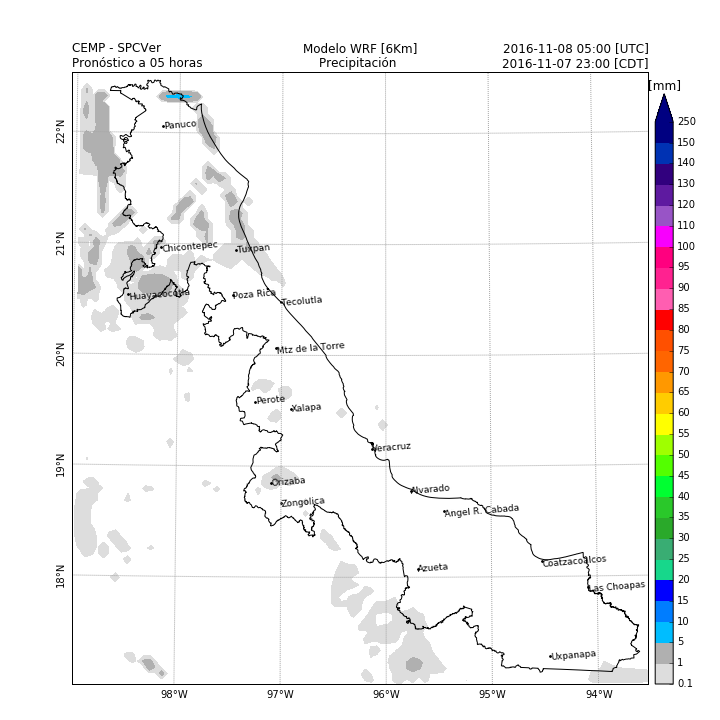 CEMP - SPCVer
Modelo WRF [6Km]
2016-11-08 05:00 [UTC]
Pronóstico a 05 horas
Precipitación
2016-11-07 23:00 [CDT]
[mm]
250
150
140
130
120
110
100
95
90
85
80
75
70
65
60
55
50
45
40
35
30
25
20
15
10
5
1
0.1
22°N
21°N
20°N
19°N
18°N
Panuco
Chicontepec
Tuxpan
Huayacocotla
Poza Rica
Tecolutla
Mtz de la Torre
Perote
Xalapa
Veracruz
Orizaba
Zongolica
Alvarado
Angel R. Cabada
Azueta
Coatzacoalcos
Las Choapas
Uxpanapa
98°W
97°W
96°W
95°W
94°W